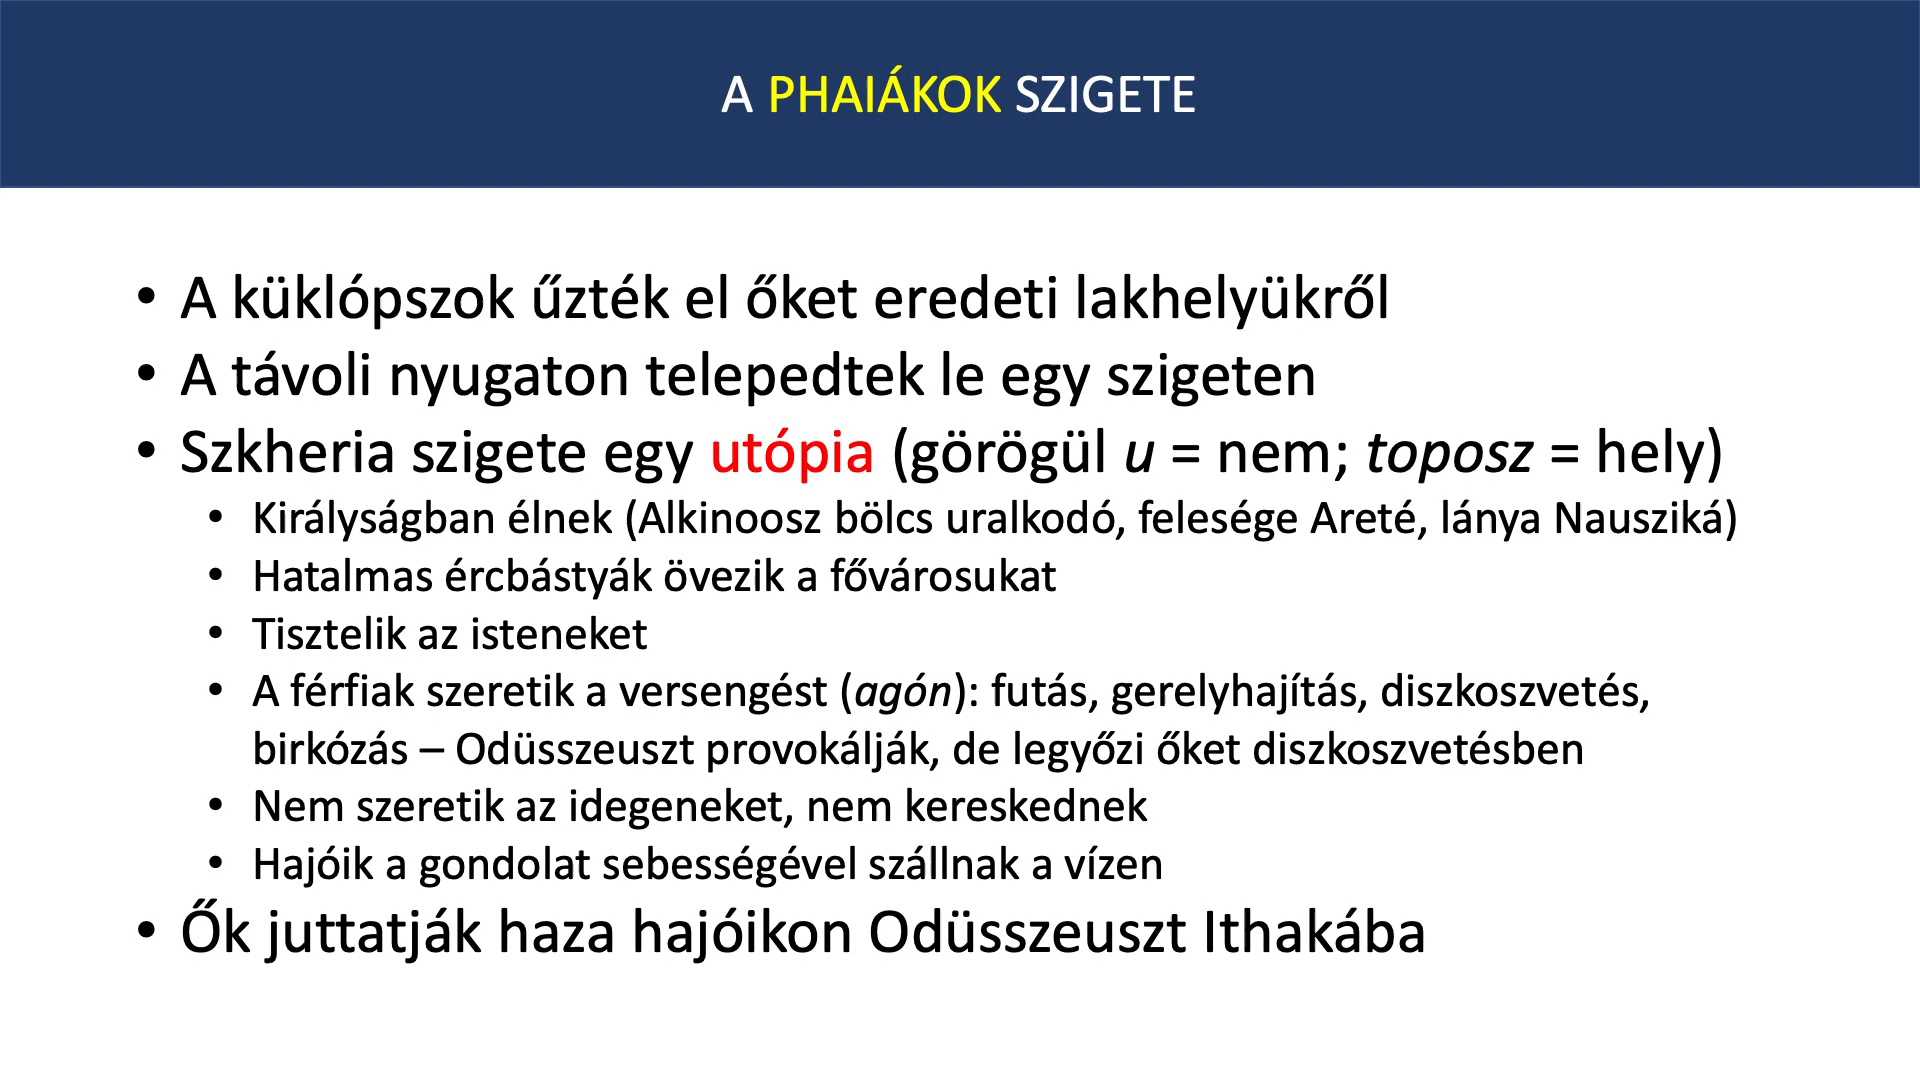 A PHAIÁKOK SZIGETE
• A küklópszok űzték el őket eredeti lakhelyükről
• A távoli nyugaton telepedtek le egy szigeten
• Szkheria szigete egy utópia (görögül u = nem; toposz = hely)
• Királyságban élnek (Alkinoosz bölcs uralkodó, felesége Areté, lánya Nausziká)
• Hatalmas ércbástyák övezik a fővárosukat
• Tisztelik az isteneket
• A férfiak szeretik a versengést (agón): futás, gerelyhajítás, diszkoszvetés,
birkózás – Odüsszeuszt provokálják, de legyőzi őket diszkoszvetésben
• Nem szeretik az idegeneket, nem kereskednek
• Hajóik a gondolat sebességével szállnak a vízen
• Ők juttatják haza hajóikon Odüsszeuszt Ithakába